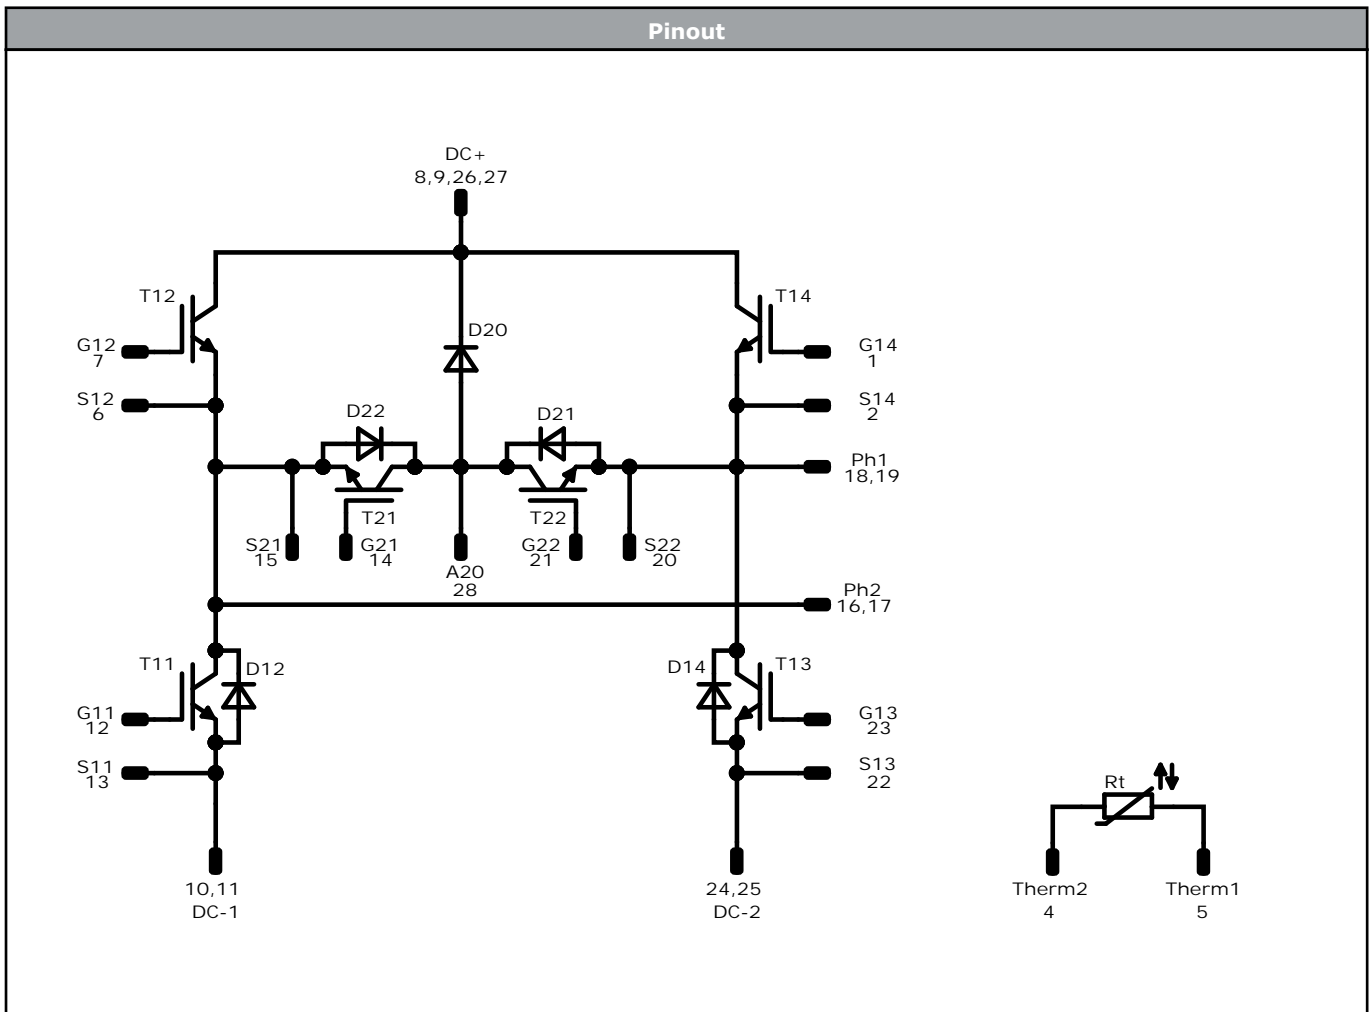 Pinout
DC+
8,9,26,27
T12
T14
D20
G12
7
G14
1
S12
6
S14
2
D22
D21
Ph1
18,19
T21
T22
S21
15
G21
14
G22
21
S22
20
A20
28
Ph2
16,17
T11
D12
D14
T13
G11
12
G13
23
S11
13
S13
22
Rt
10,11
DC-1
24,25
DC-2
Therm2
4
Therm1
5